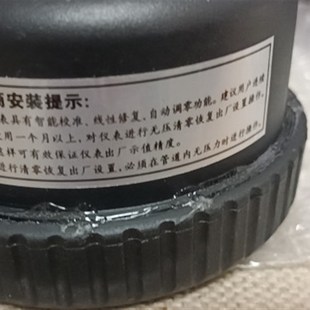 安装提示:
表具有智能校准、线性修复、自动调零功能。建议用户连续
用一个月以上,对仪表进行无压清零恢复出厂设置操作。
样可有效保证仪表出厂示值精度。
行清零恢复出厂设置,必须在管道内无压力时进行操作。